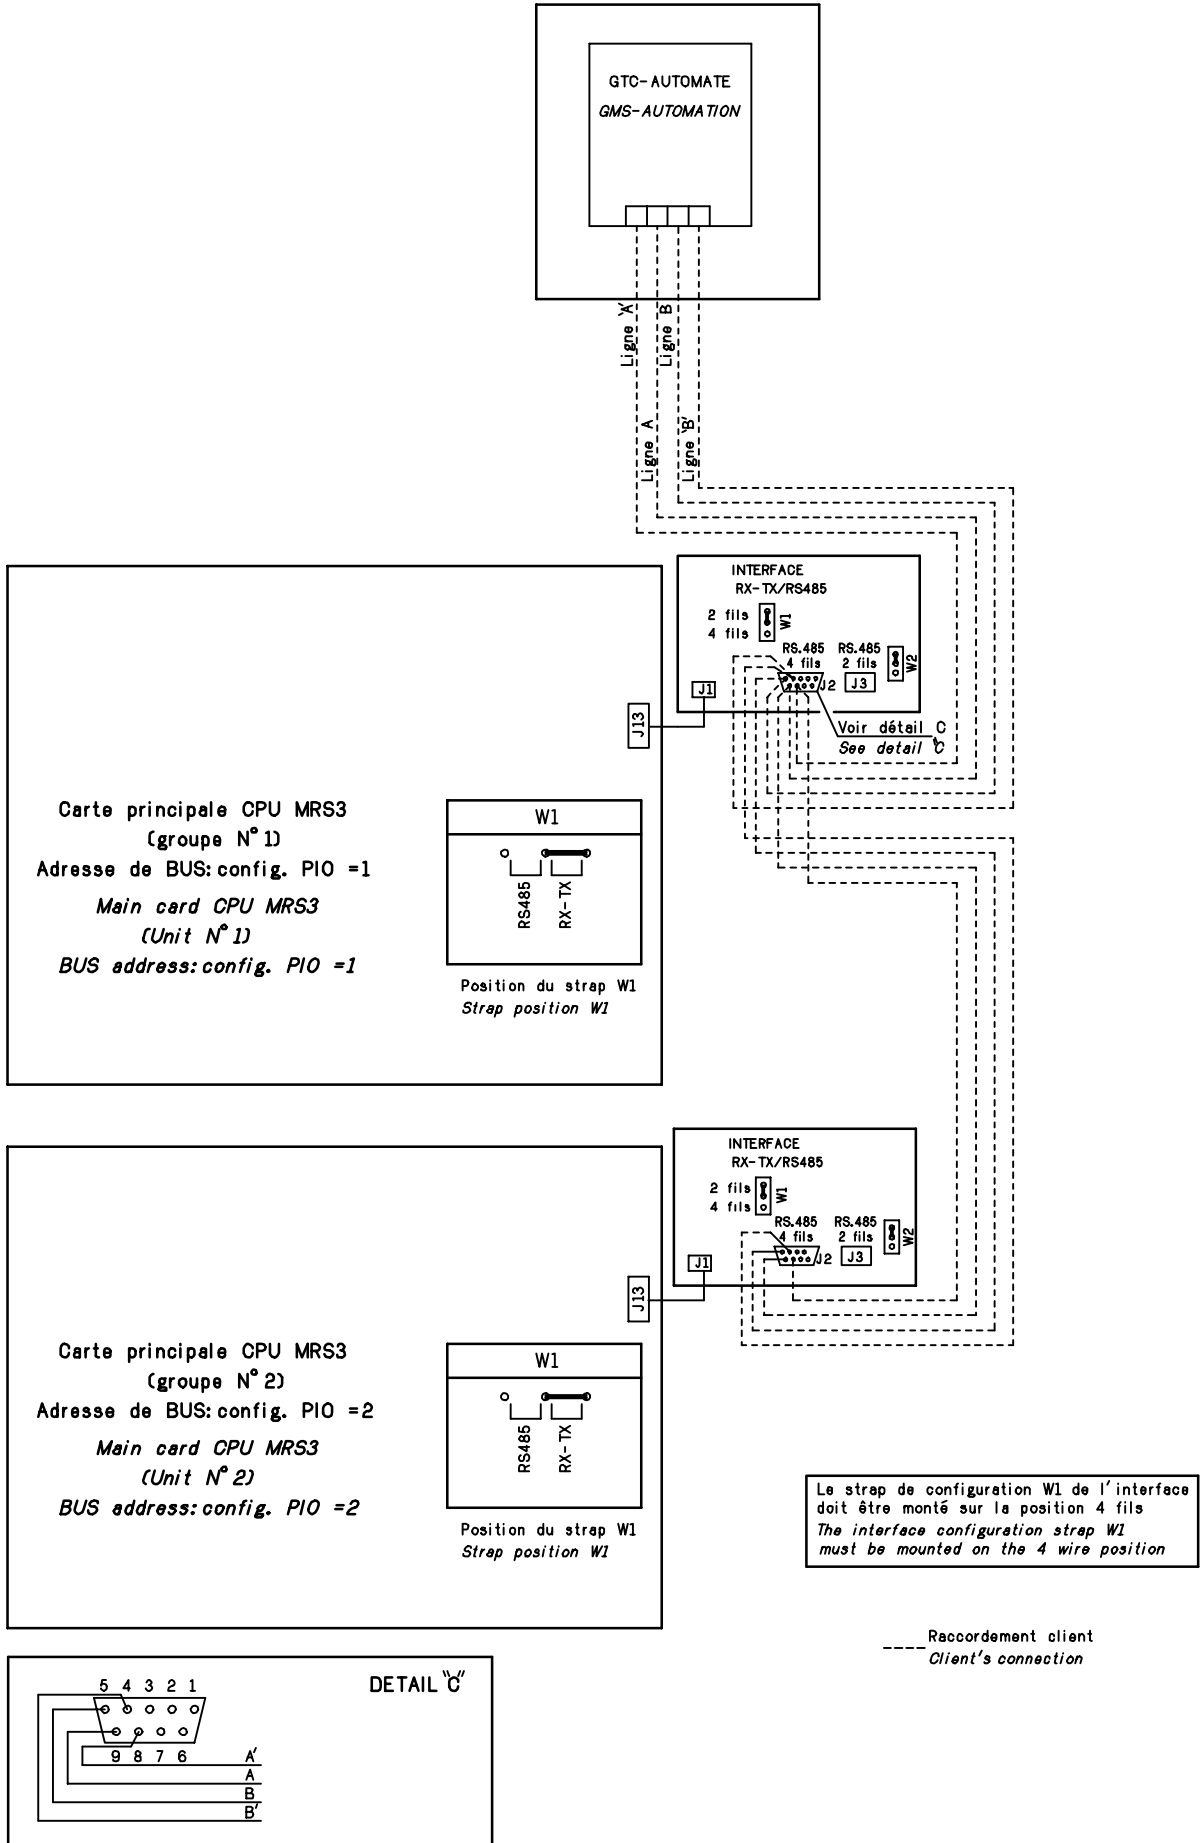 GTC-AUTOMATE
GMS-AUTOMATION
Ligne 'A'
Ligne A
Ligne B
Ligne 'B'
INTERFACE
RX-TX/RS485
2 fils
4 fils
W1
RS.485
4 fils
RS.485
2 fils
W2
J1
J2
J3
J13
Voir détail C
See detail "C
Carte principale CPU MRS3
(groupe N°1)
Adresse de BUS: config. PIO =1
Main card CPU MRS3
(Unit N°1)
BUS address: config. PIO =1
W1
RS485
RX-TX
Position du strap W1
Strap position W1
INTERFACE
RX-TX/RS485
2 fils
4 fils
W1
RS.485
4 fils
RS.485
2 fils
W2
J1
J2
J3
J13
Carte principale CPU MRS3
(groupe N°2)
Adresse de BUS: config. PIO =2
Main card CPU MRS3
(Unit N°2)
BUS address: config. PIO =2
W1
RS485
RX-TX
Position du strap W1
Strap position W1
Le strap de configuration W1 de l'interface
doit être monté sur la position 4 fils
The interface configuration strap W1
must be mounted on the 4 wire position
Raccordement client
Client's connection
DETAIL "C"
5 4 3 2 1
9 8 7 6
A'
A
B
B'